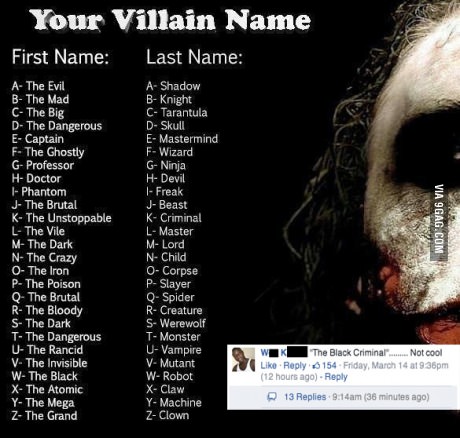 Your Villain Name
First Name:
A- The Evil
B- The Mad
C- The Big
D- The Dangerous
E- Captain
F- The Ghostly
G- Professor
H- Doctor
I- Phantom
J- The Brutal
K- The Unstoppable
L- The Vile
M- The Dark
N- The Crazy
O- The Iron
P- The Poison
Q- The Brutal
R- The Bloody
S- The Dark
T- The Dangerous
U- The Rancid
V- The Invisible
W- The Black
X- The Atomic
Y- The Mega
Z- The Grand
Last Name:
A- Shadow
B- Knight
C- Tarantula
D- Skull
E- Mastermind
F- Wizard
G- Ninja
H- Devil
I- Freak
J- Beast
K- Criminal
L- Master
M- Lord
N- Child
O- Corpse
P- Slayer
Q- Spider
R- Creature
S- Werewolf
T- Monster
U- Vampire
V- Mutant
W- Robot
X- Claw
Y- Machine
Z- Clown
VIA 9GAG.COM
W K "The Black Criminal"......... Not cool
Like · Reply · 154 · Friday, March 14 at 9:36pm
(12 hours ago) · Reply
13 Replies · 9:14am (36 minutes ago)